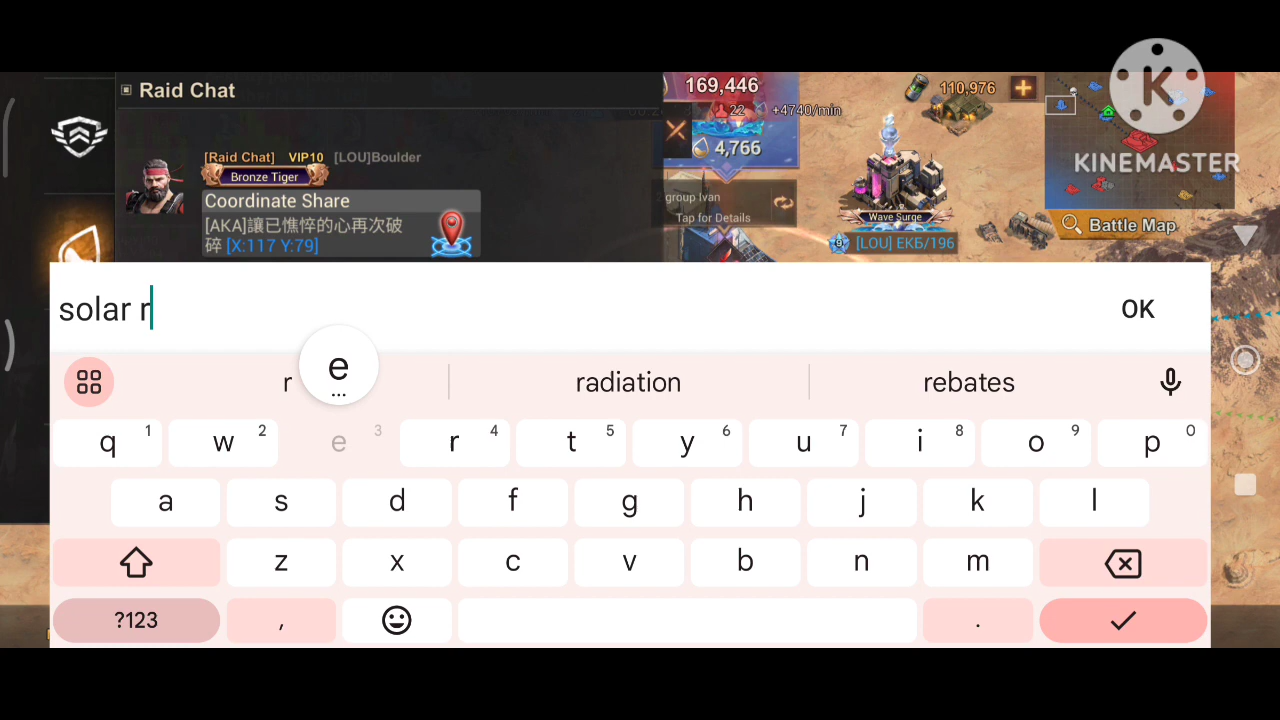 Raid Chat
[Raid Chat] VIP10 [LOU]Boulder
Bronze Tiger
Coordinate Share
[AKA]讓已憔悴的心再次破
碎 [X:117 Y:79]
169,446
22 +4740/min
4,766
group Ivan
Tap for Details
110,976
Wave Surge
9 [LOU] ЕКБ/196
Battle Map
KINEMASTER
K
solar r
OK
r
e
...
radiation
rebates
q 1 w 2 e 3 r 4 t 5 y 6 u 7 i 8 o 9 p 0
a s d f g h j k l
z x c v b n m
?123 , .